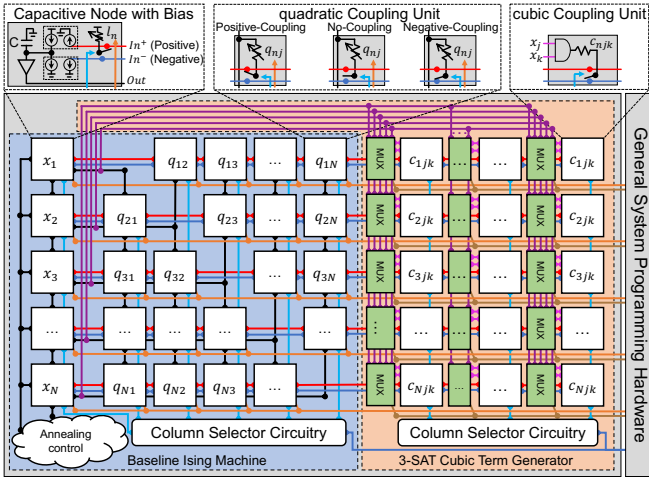 Capacitive Node with Bias
quadratic Coupling Unit
cubic Coupling Unit
C
l_n
In⁺ (Positive)
In⁻ (Negative)
Out
Positive-Coupling
No-Coupling
Negative-Coupling
q_nj
q_nj
q_nj
x_j
x_k
c_njk
x_1 q_12 q_13 ... q_1N MUX c_1jk ... ... MUX c_1jk
x_2 q_21 q_23 ... q_2N MUX c_2jk ... ... MUX c_2jk
x_3 q_31 q_32 ... q_3N MUX c_3jk ... ... MUX c_3jk
... ... ... ... ... ... ... ... ... ... ...
x_N q_N1 q_N2 q_N3 ... MUX c_Njk ... ... MUX c_Njk
Annealing
control
Column Selector Circuitry
Column Selector Circuitry
Baseline Ising Machine
3-SAT Cubic Term Generator
General System Programming Hardware